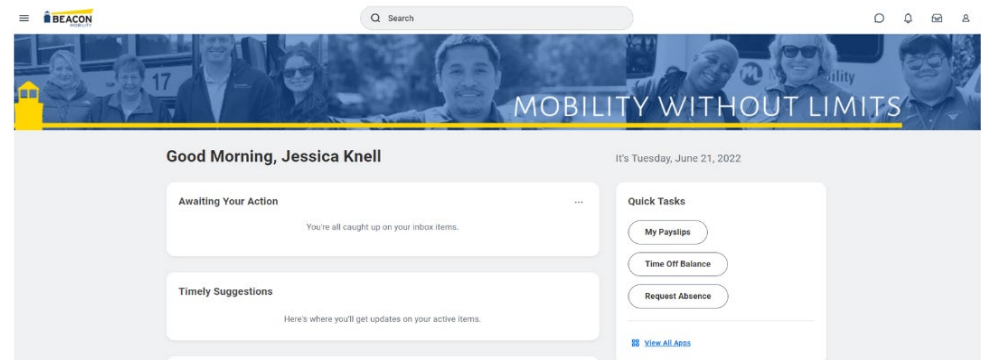 BEACON
MOBILITY
Search
17
MOBILITY WITHOUT LIMITS
Good Morning, Jessica Knell
It's Tuesday, June 21, 2022
Awaiting Your Action
...
You're all caught up on your inbox items.
Quick Tasks
My Payslips
Time Off Balance
Request Absence
Timely Suggestions
Here's where you'll get updates on your active items.
View All Apps